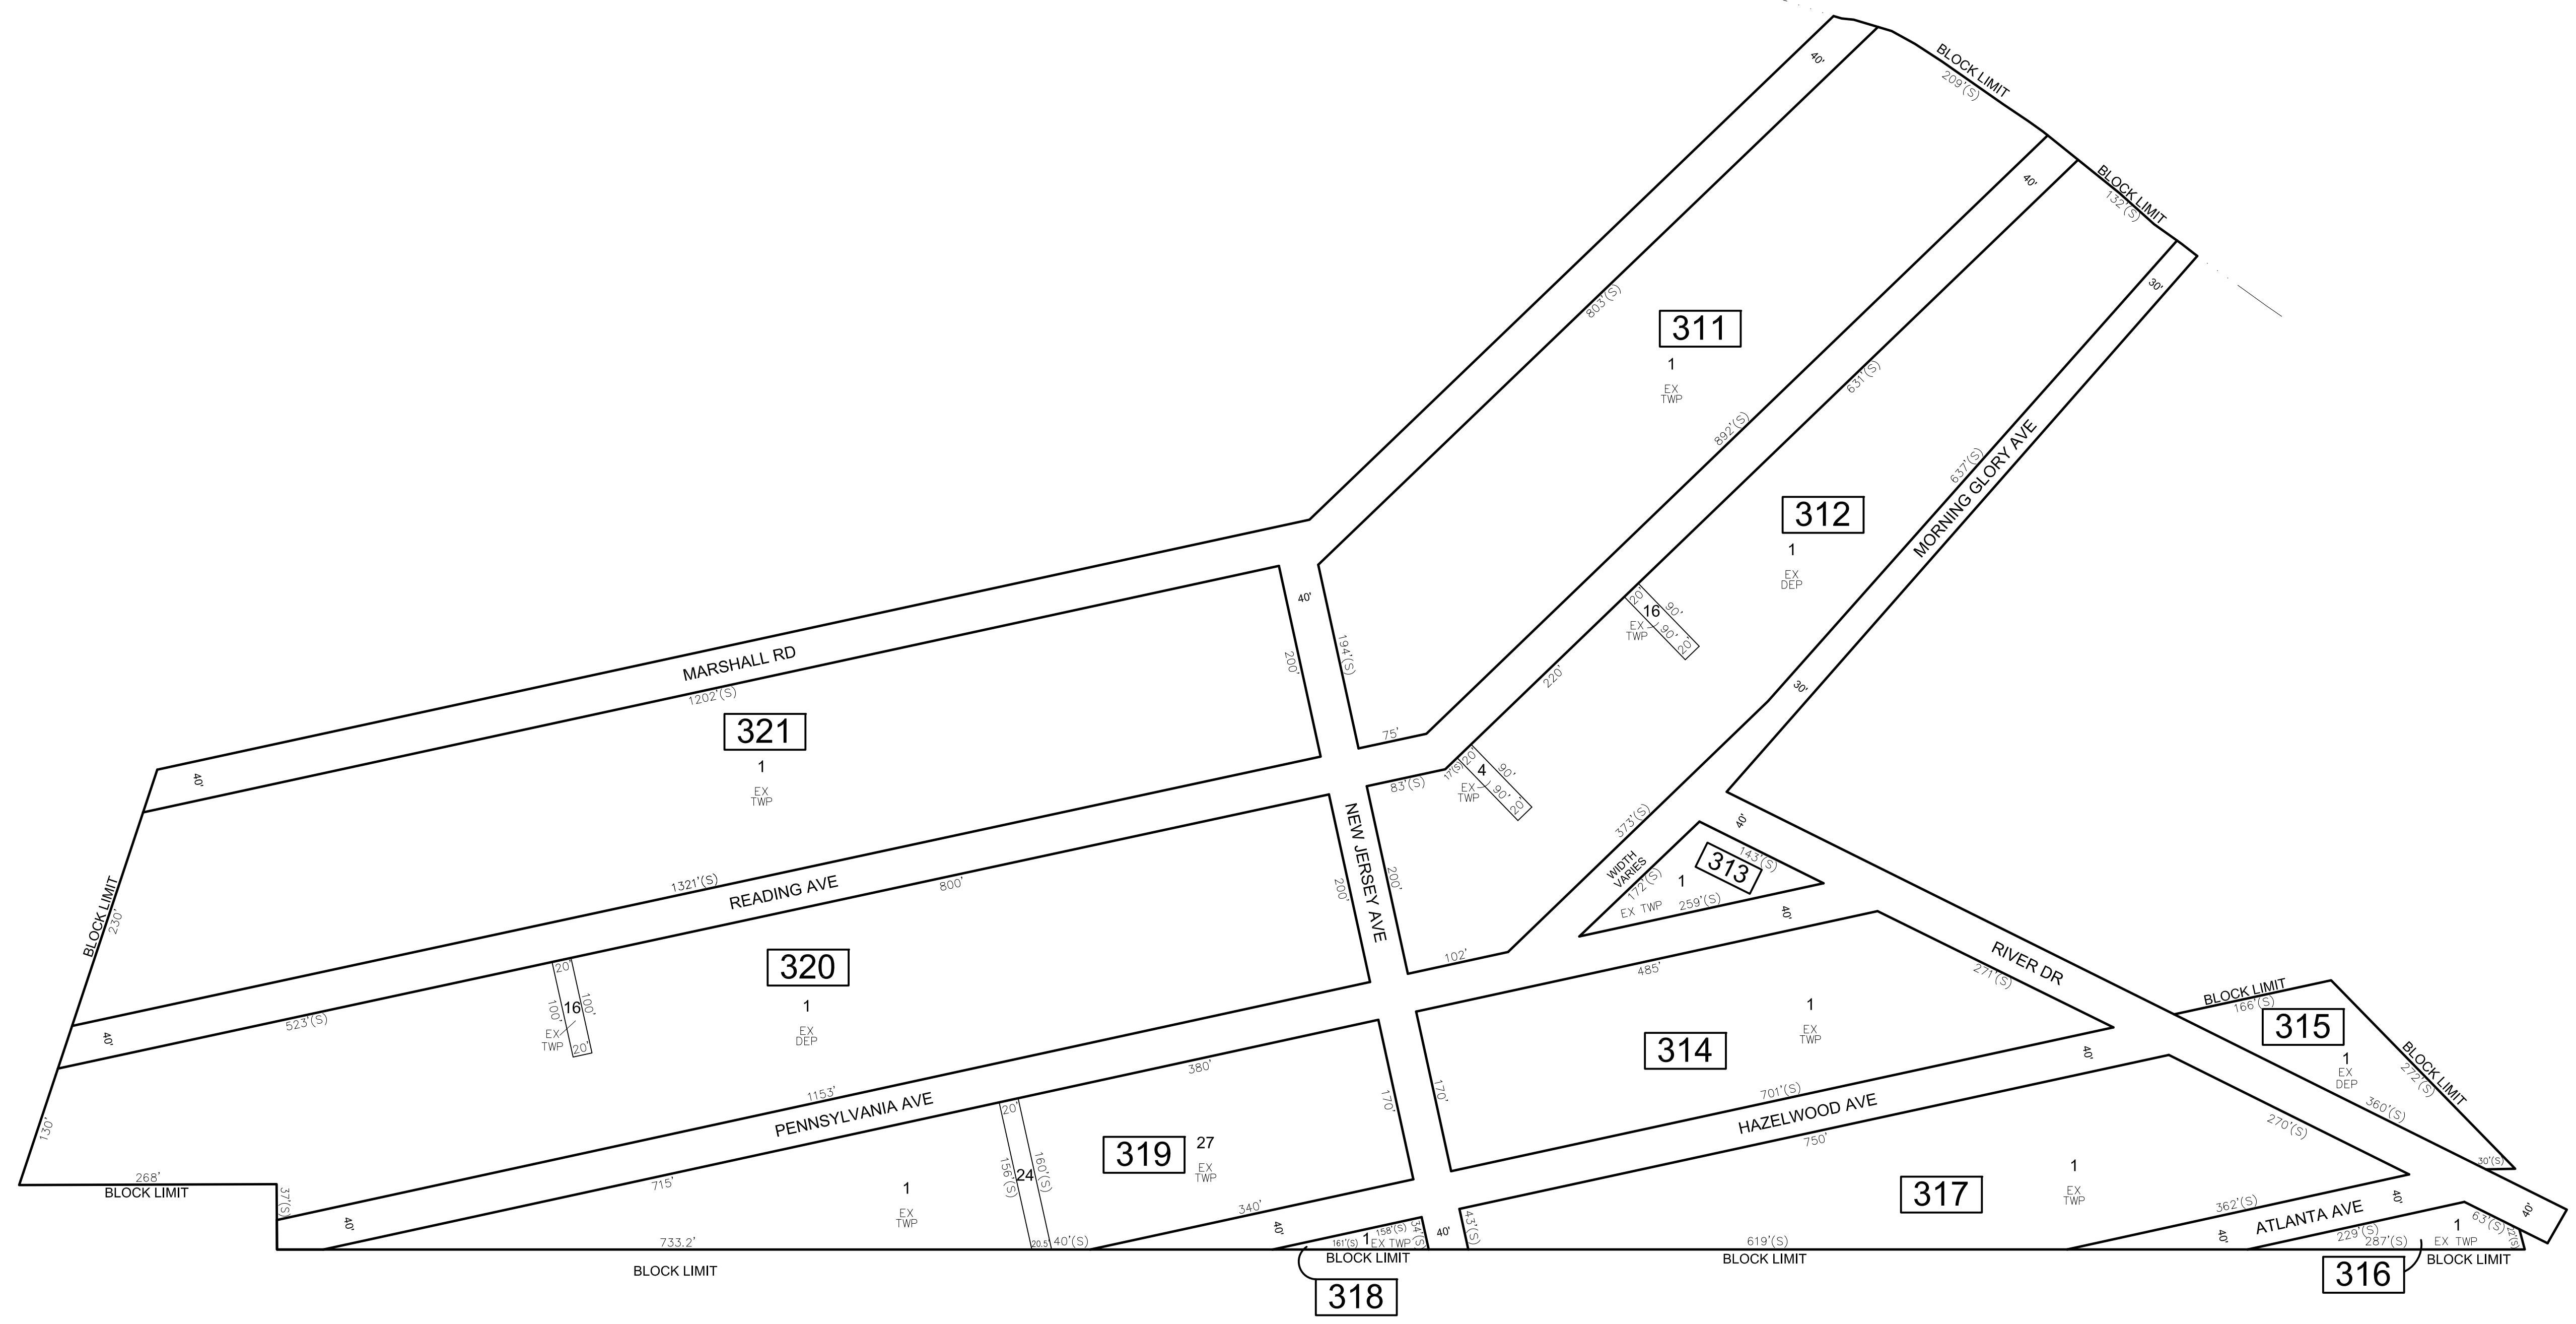 40'
BLOCK LIMIT
209'(S)
40'
BLOCK LIMIT
132'(S)
30'
803'(S)
311
1
EX
TWP
892'(S)
631'(S)
637'(S)
MORNING GLORY AVE
312
1
EX
DEP
40'
194'(S)
200'
20'
90'
16
EX
TWP
90'
20'
220'
30'
MARSHALL RD
1202'(S)
321
1
EX
TWP
40'
75'
83'(S)
17'(S)
20'
4
90'
EX
TWP
90'
20'
NEW JERSEY AVE
200'
200'
373'(S)
WIDTH
VARIES
172'(S)
40'
143'(S)
313
1
EX TWP
259'(S)
40'
BLOCK LIMIT
230'
1321'(S)
READING AVE
800'
40'
523'(S)
20'
100'
16
100'
EX
TWP
20'
320
1
EX
DEP
102'
485'
RIVER DR
271'(S)
BLOCK LIMIT
166'(S)
315
1
EX
DEP
BLOCK LIMIT
272'(S)
360'(S)
30'(S)
314
1
EX
TWP
170'
170'
701'(S)
40'
HAZELWOOD AVE
750'
270'(S)
1153'
PENNSYLVANIA AVE
380'
20'
156'(S)
24
160'(S)
20.5'
319
27
EX
TWP
130'
268'
BLOCK LIMIT
37'(S)
40'
715'
1
EX
TWP
733.2'
BLOCK LIMIT
40'(S)
340'
40'
161'(S)
158'(S)
1
EX TWP
34'(S)
BLOCK LIMIT
318
40'
43'(S)
317
1
EX
TWP
619'(S)
BLOCK LIMIT
362'(S)
40'
ATLANTA AVE
40'
229'(S)
287'(S)
63'(S)
1
EX TWP
22'(S)
40'
BLOCK LIMIT
316